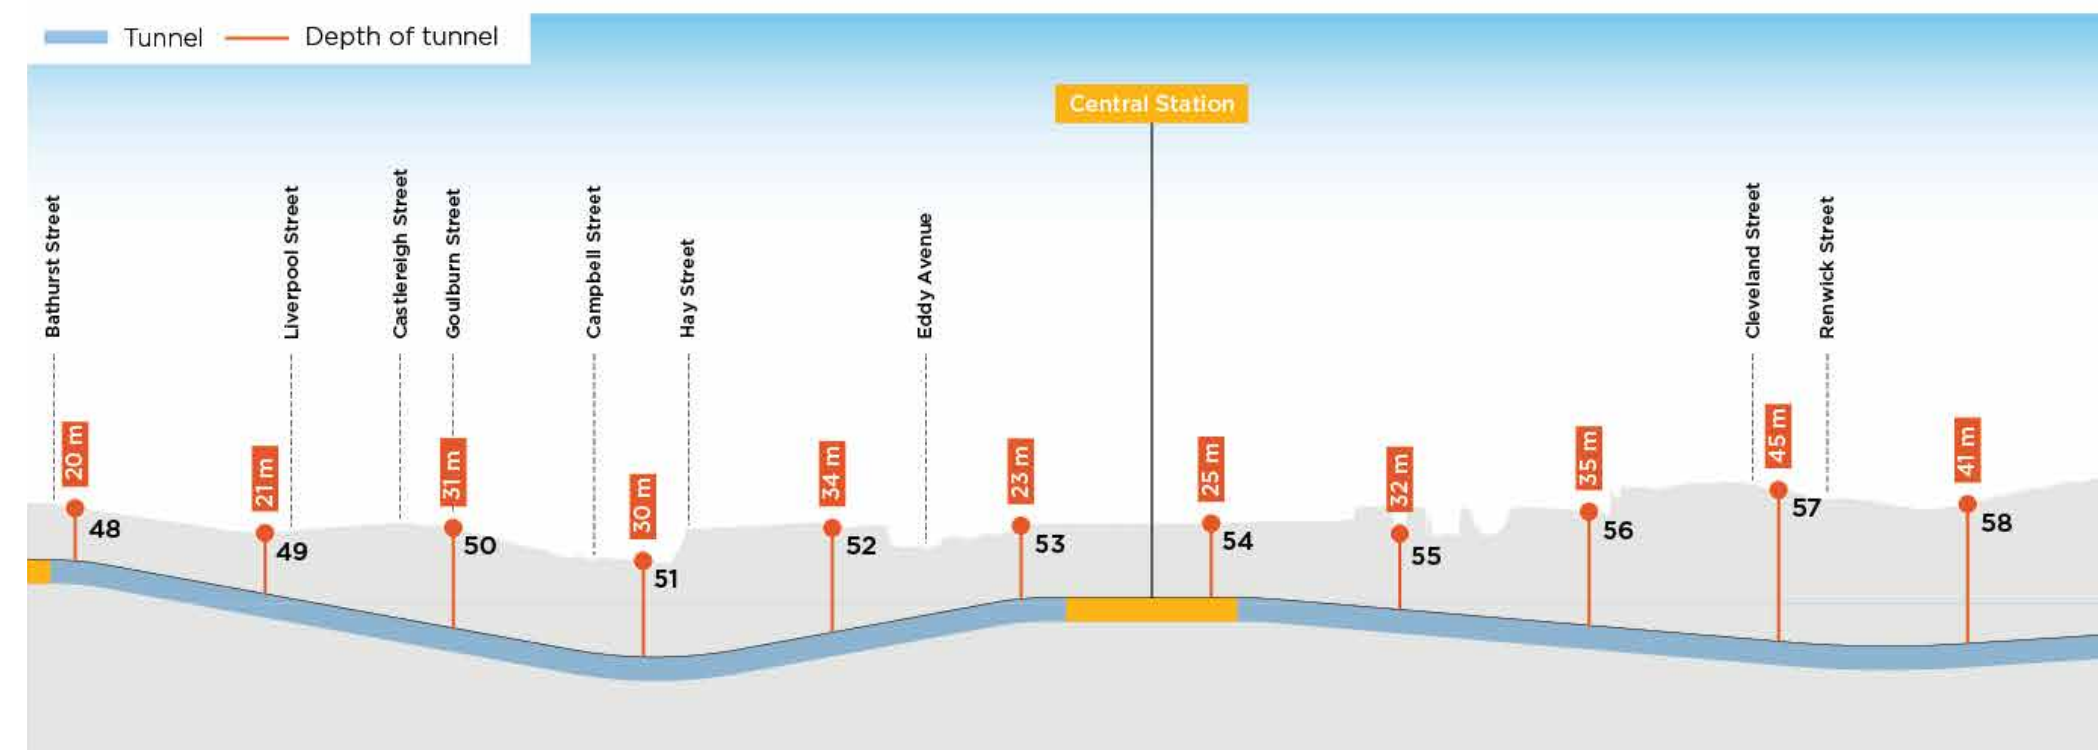 Tunnel
Depth of tunnel
Central Station
Bathurst Street
Liverpool Street
Castlereigh Street
Goulburn Street
Campbell Street
Hay Street
Eddy Avenue
Cleveland Street
Renwick Street
20 m
48
21 m
49
31 m
50
30 m
51
34 m
52
23 m
53
25 m
54
32 m
55
35 m
56
45 m
57
41 m
58